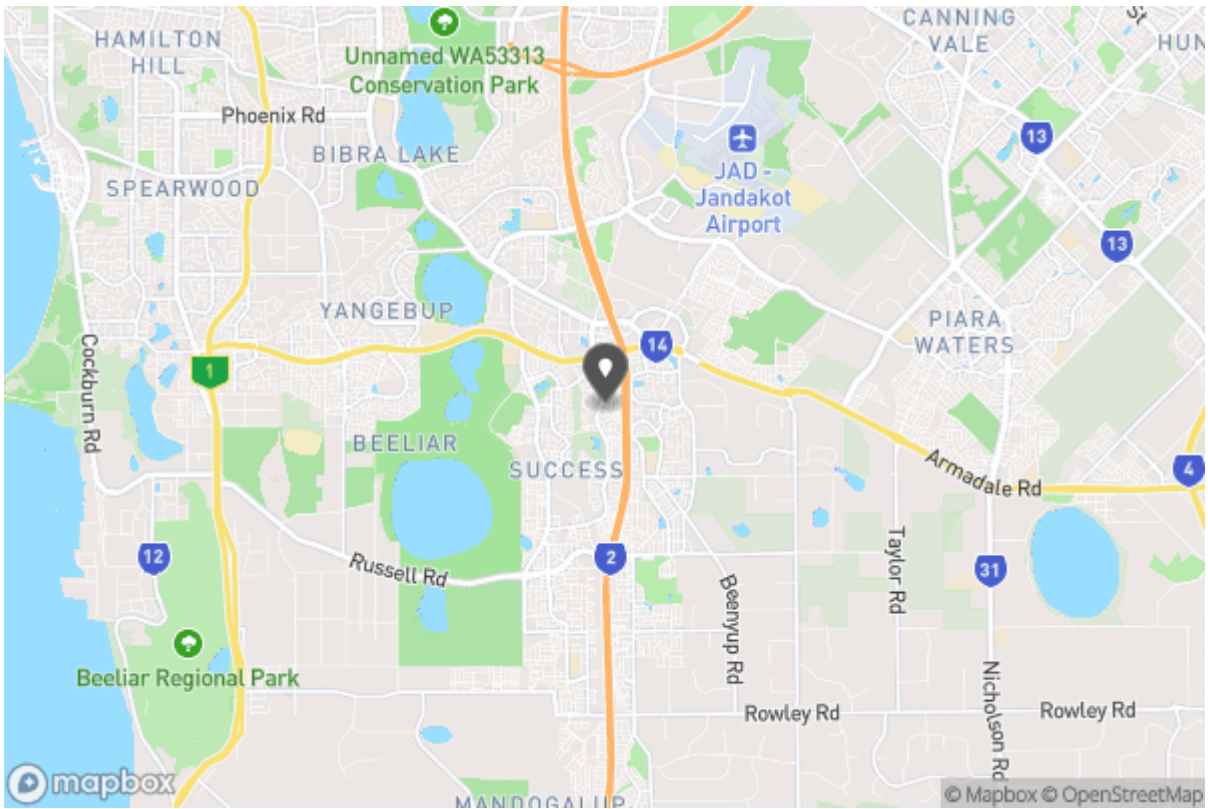 HAMILTON
HILL
Unnamed WA53313
Conservation Park
CANNING
VALE
St
HUN
Phoenix Rd
BIBRA LAKE
13
SPEARWOOD
JAD -
Jandakot
Airport
13
YANGEBUP
PIARA
WATERS
14
1
Cockburn Rd
BEELIAR
SUCCESS
Armadale Rd
4
12
2
Russell Rd
Taylor Rd
31
Beenyup Rd
Beeliar Regional Park
Nicholson Rd
Rowley Rd
Rowley Rd
mapbox
MANDOGALUP
© Mapbox © OpenStreetMap